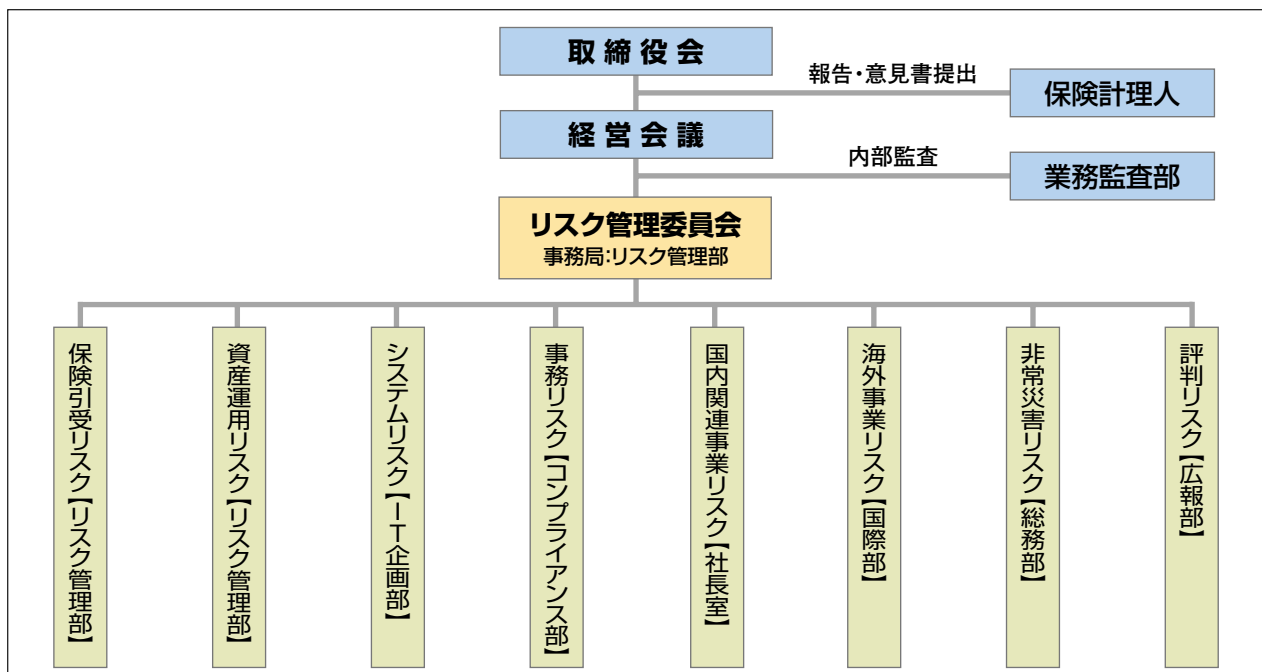 取締役会
報告・意見書提出
保険計理人
経営会議
内部監査
業務監査部
リスク管理委員会
事務局:リスク管理部
保険引受リスク【リスク管理部】
資産運用リスク【リスク管理部】
システムリスク【IT企画部】
事務リスク【コンプライアンス部】
国内関連事業リスク【社長室】
海外事業リスク【国際部】
非常災害リスク【総務部】
評判リスク【広報部】